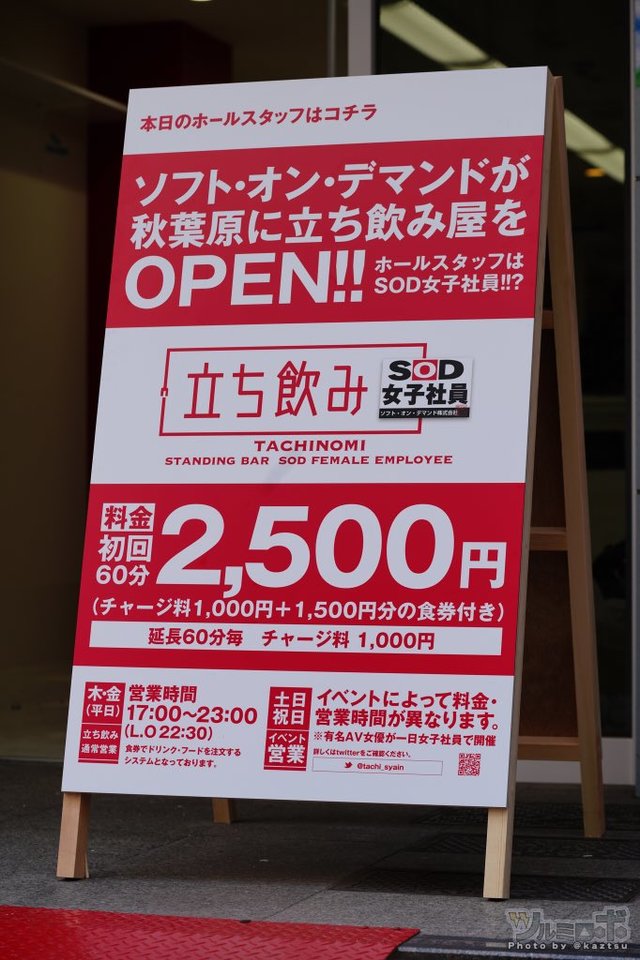 本日のホールスタッフはコチラ
ソフト・オン・デマンドが
秋葉原に立ち飲み屋を
OPEN!!
ホールスタッフは
SOD女子社員!!?
立ち飲み
SOD
女子社員
ソフト・オン・デマンド株式会社
TACHINOMI
STANDING BAR SOD FEMALE EMPLOYEE
料金
初回
60分
2,500円
(チャージ料1,000円+1,500円分の食券付き)
延長60分毎 チャージ料 1,000円
木・金
(平日)
立ち飲み
通常営業
営業時間
17:00〜23:00
(L.O 22:30)
食券でドリンク・フードを注文する
システムとなっております。
土日
祝日
イベント
営業
イベントによって料金・
営業時間が異なります。
※有名AV女優が一日女子社員で開催
詳しくはtwitterをご確認ください。
@tachi_syain
ツルミロボ
Photo by @kaztsu